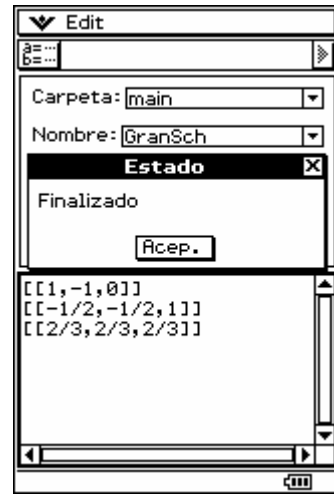 Edit
a=...
b=...
Carpeta: main
Nombre: GranSch
Estado
Finalizado
Acep.
[[1,-1,0]]
[[-1/2,-1/2,1]]
[[2/3,2/3,2/3]]